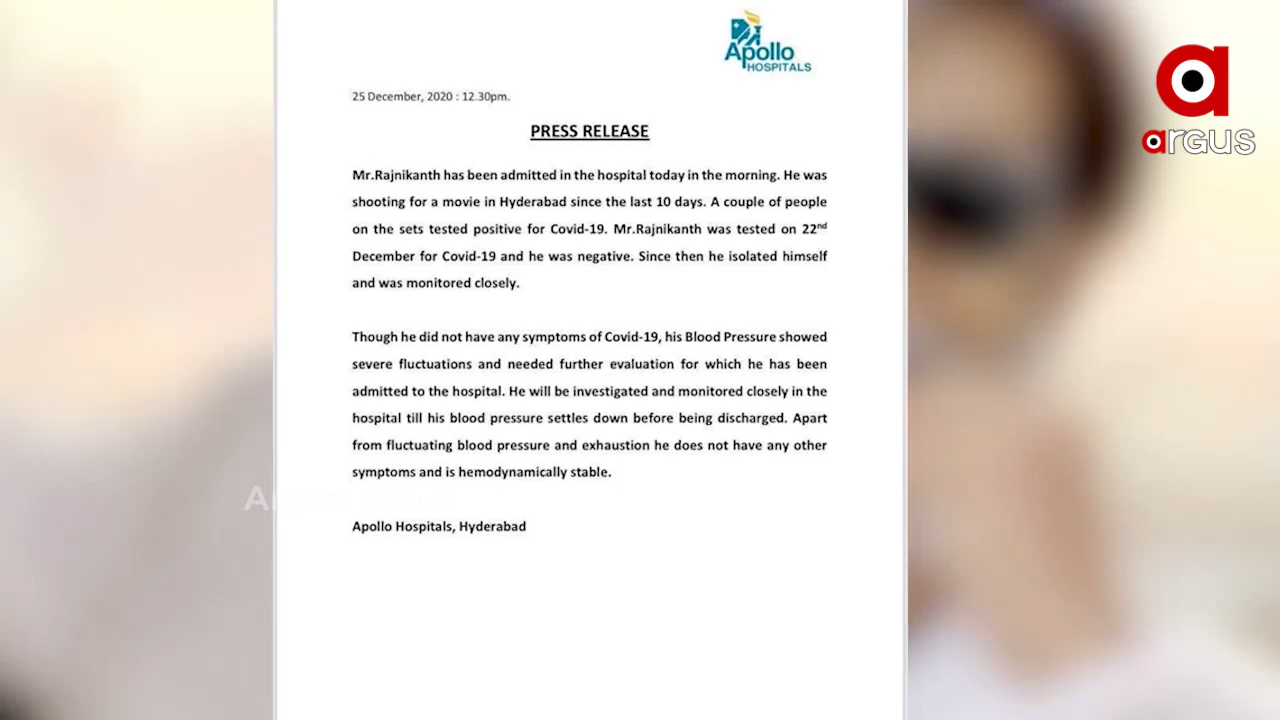 Apollo
HOSPITALS
argus
25 December, 2020 : 12.30pm.
PRESS RELEASE
Mr.Rajnikanth has been admitted in the hospital today in the morning. He was
shooting for a movie in Hyderabad since the last 10 days. A couple of people
on the sets tested positive for Covid-19. Mr.Rajnikanth was tested on 22nd
December for Covid-19 and he was negative. Since then he isolated himself
and was monitored closely.
Though he did not have any symptoms of Covid-19, his Blood Pressure showed
severe fluctuations and needed further evaluation for which he has been
admitted to the hospital. He will be investigated and monitored closely in the
hospital till his blood pressure settles down before being discharged. Apart
from fluctuating blood pressure and exhaustion he does not have any other
symptoms and is hemodynamically stable.
Apollo Hospitals, Hyderabad